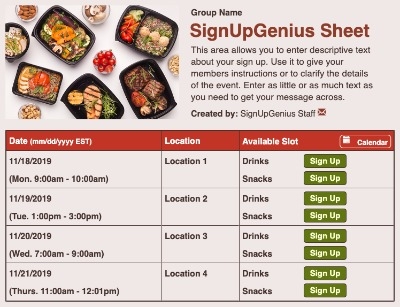 Group Name
SignUpGenius Sheet
This area allows you to enter descriptive text
about your sign up. Use it to give your
members instructions or to clarify the details
of the event. Enter as little or as much text as
you need to get your message across.
Created by: SignUpGenius Staff
Date (mm/dd/yyyy EST) Location Available Slot Calendar
11/18/2019 Location 1 Drinks Sign Up
(Mon. 9:00am - 10:00am) Snacks Sign Up
11/19/2019 Location 2 Drinks Sign Up
(Tue. 1:00pm - 3:00pm) Snacks Sign Up
11/20/2019 Location 3 Drinks Sign Up
(Wed. 7:00am - 9:00am) Snacks Sign Up
11/21/2019 Location 4 Drinks Sign Up
(Thurs. 11:00am - 12:01pm) Snacks Sign Up